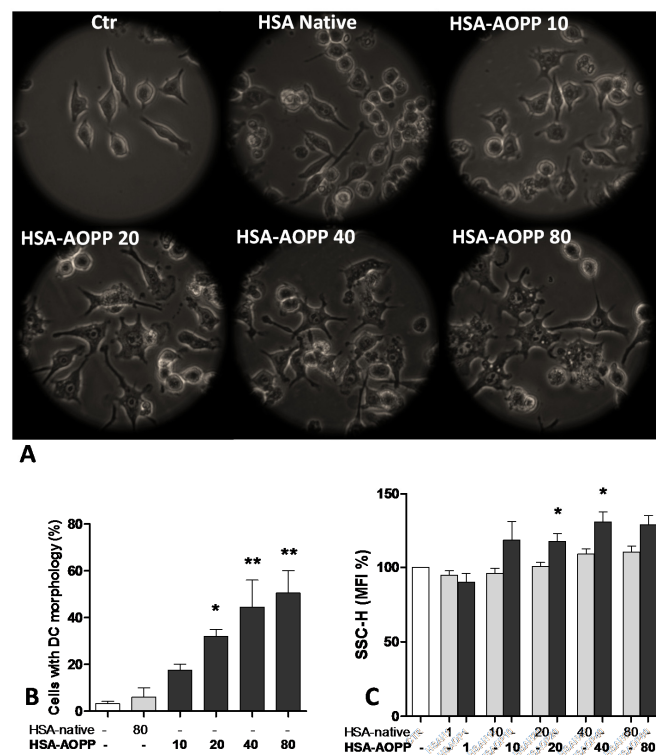 Ctr HSA Native HSA-AOPP 10
HSA-AOPP 20 HSA-AOPP 40 HSA-AOPP 80
A
Cells with DC morphology (%)
80
60
40
20
0
* ** **
B
HSA-native - 80 - - - -
HSA-AOPP - - 10 20 40 80
SSC-H (MFI %)
150
100
50
0
* *
C
HSA-native - 1 - 10 - 20 - 40 - 80 -
HSA-AOPP - - 1 - 10 - 20 - 40 - 80